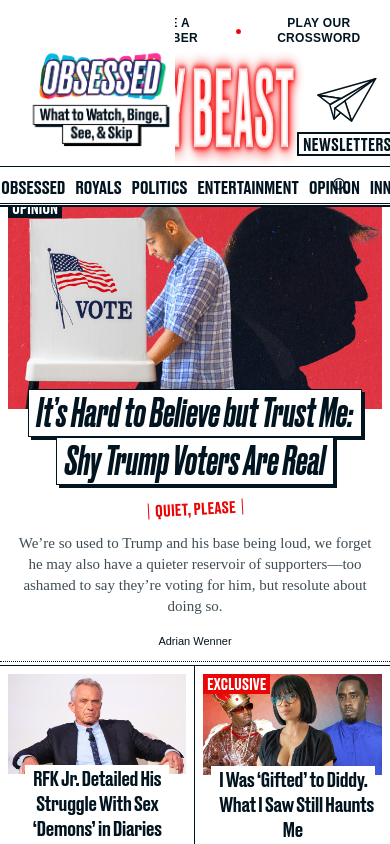 E A
BER
PLAY OUR
CROSSWORD
OBSESSED
What to Watch, Binge,
See, & Skip
Y BEAST
NEWSLETTERS
OBSESSED ROYALS POLITICS ENTERTAINMENT OPINION INN
OPINION
VOTE
It's Hard to Believe but Trust Me:
Shy Trump Voters Are Real
QUIET, PLEASE
We’re so used to Trump and his base being loud, we forget
he may also have a quieter reservoir of supporters—too
ashamed to say they’re voting for him, but resolute about
doing so.
Adrian Wenner
RFK Jr. Detailed His
Struggle With Sex
‘Demons’ in Diaries
EXCLUSIVE
I Was ‘Gifted’ to Diddy.
What I Saw Still Haunts
Me